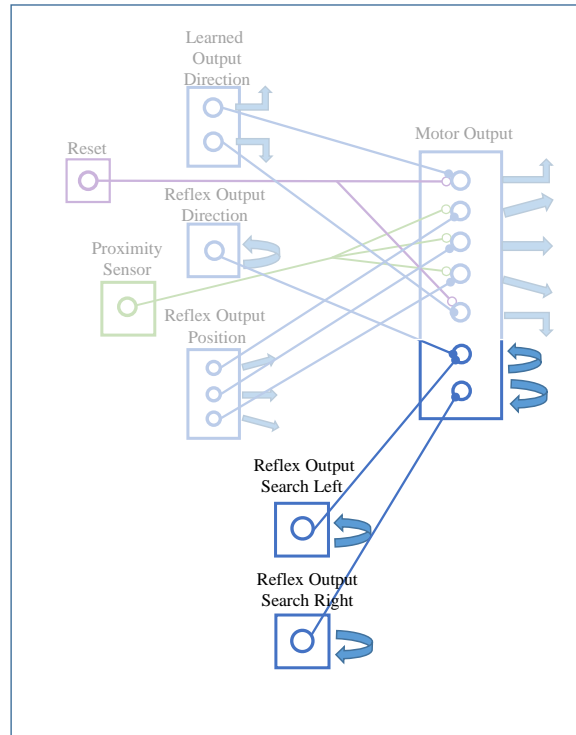 Learned
Output
Direction
Motor Output
Reset
Reflex Output
Direction
Proximity
Sensor
Reflex Output
Position
Reflex Output
Search Left
Reflex Output
Search Right